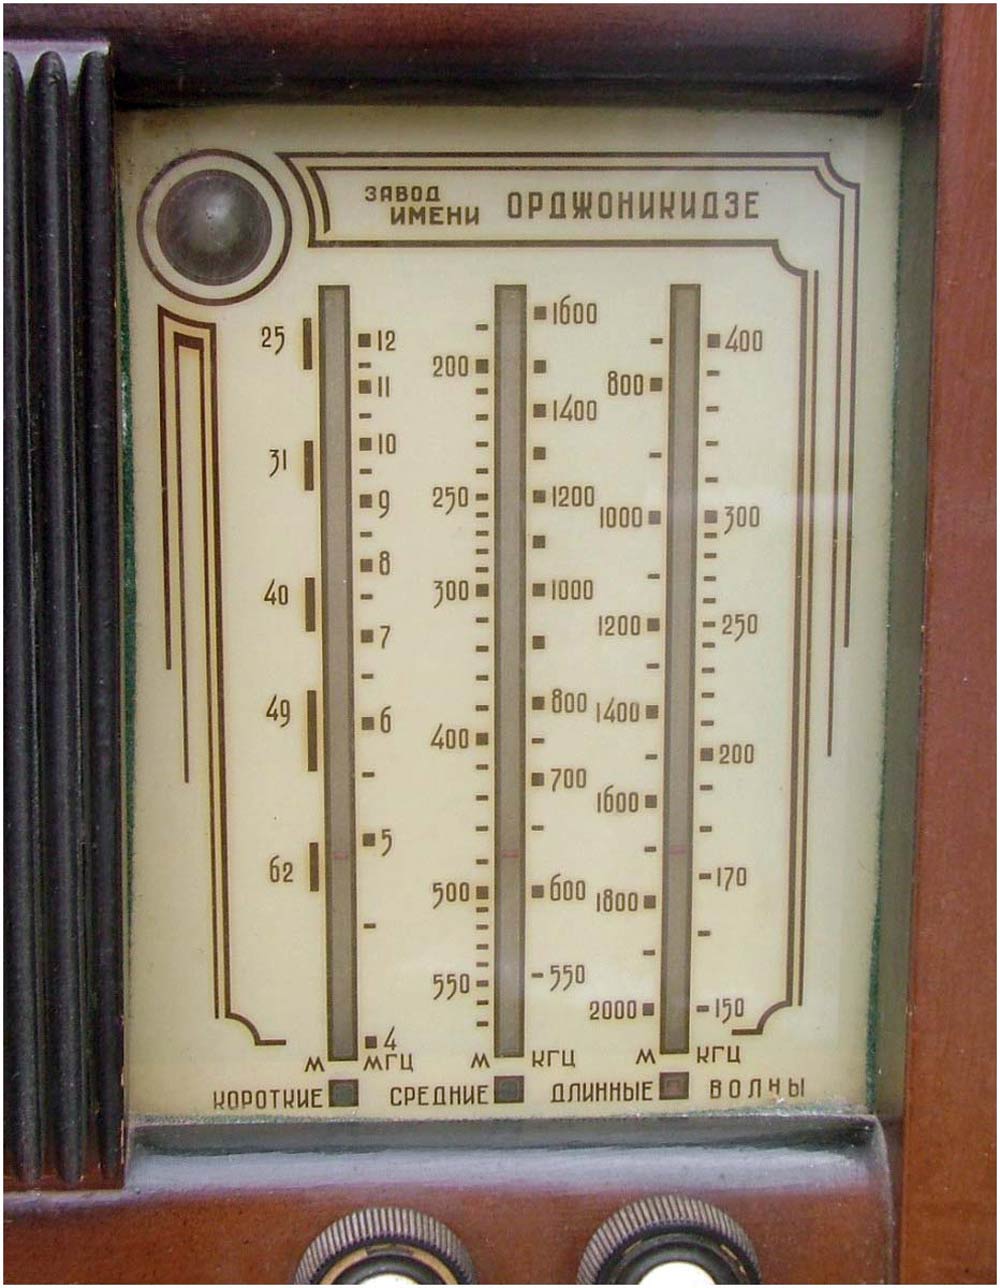 ЗАВОД
ИМЕНИ ОРДЖОНИКИДЗЕ
1600
25 12 200 400
11 800
1400
31 10
9 250 1200 1000 300
8
40 300 1000
7 1200 250
49 6 800 1400
400 200
700
1600
5
62 500 600 1800 170
550 550
2000 150
4
М МГЦ М КГЦ М КГЦ
КОРОТКИЕ СРЕДНИЕ ДЛИННЫЕ ВОЛНЫ